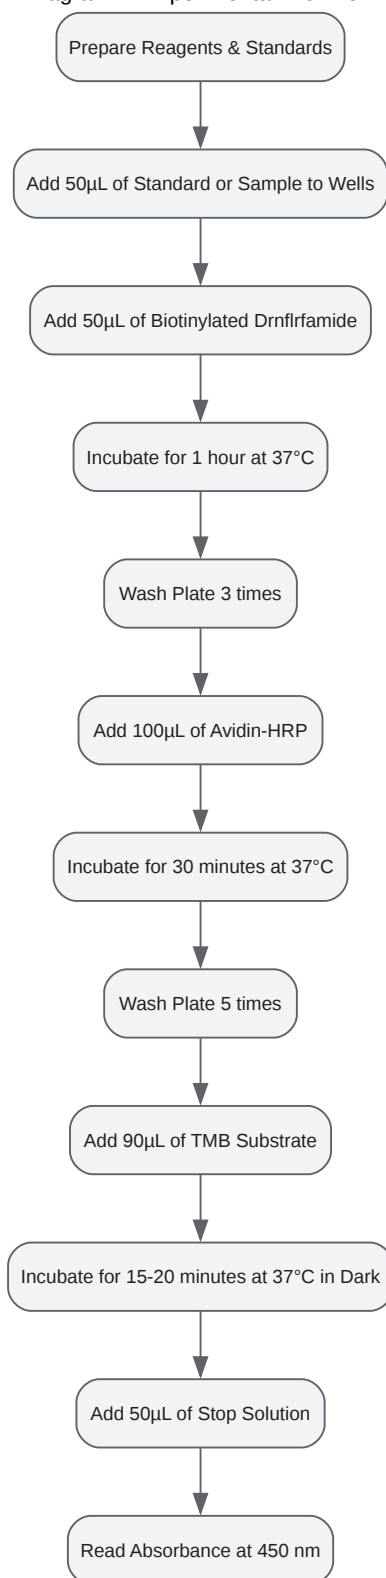 Prepare Reagents & Standards
Add 50µL of Standard or Sample to Wells
Add 50µL of Biotinylated Drnflrfamide
Incubate for 1 hour at 37°C
Wash Plate 3 times
Add 100µL of Avidin-HRP
Incubate for 30 minutes at 37°C
Wash Plate 5 times
Add 90µL of TMB Substrate
Incubate for 15-20 minutes at 37°C in Dark
Add 50µL of Stop Solution
Read Absorbance at 450 nm